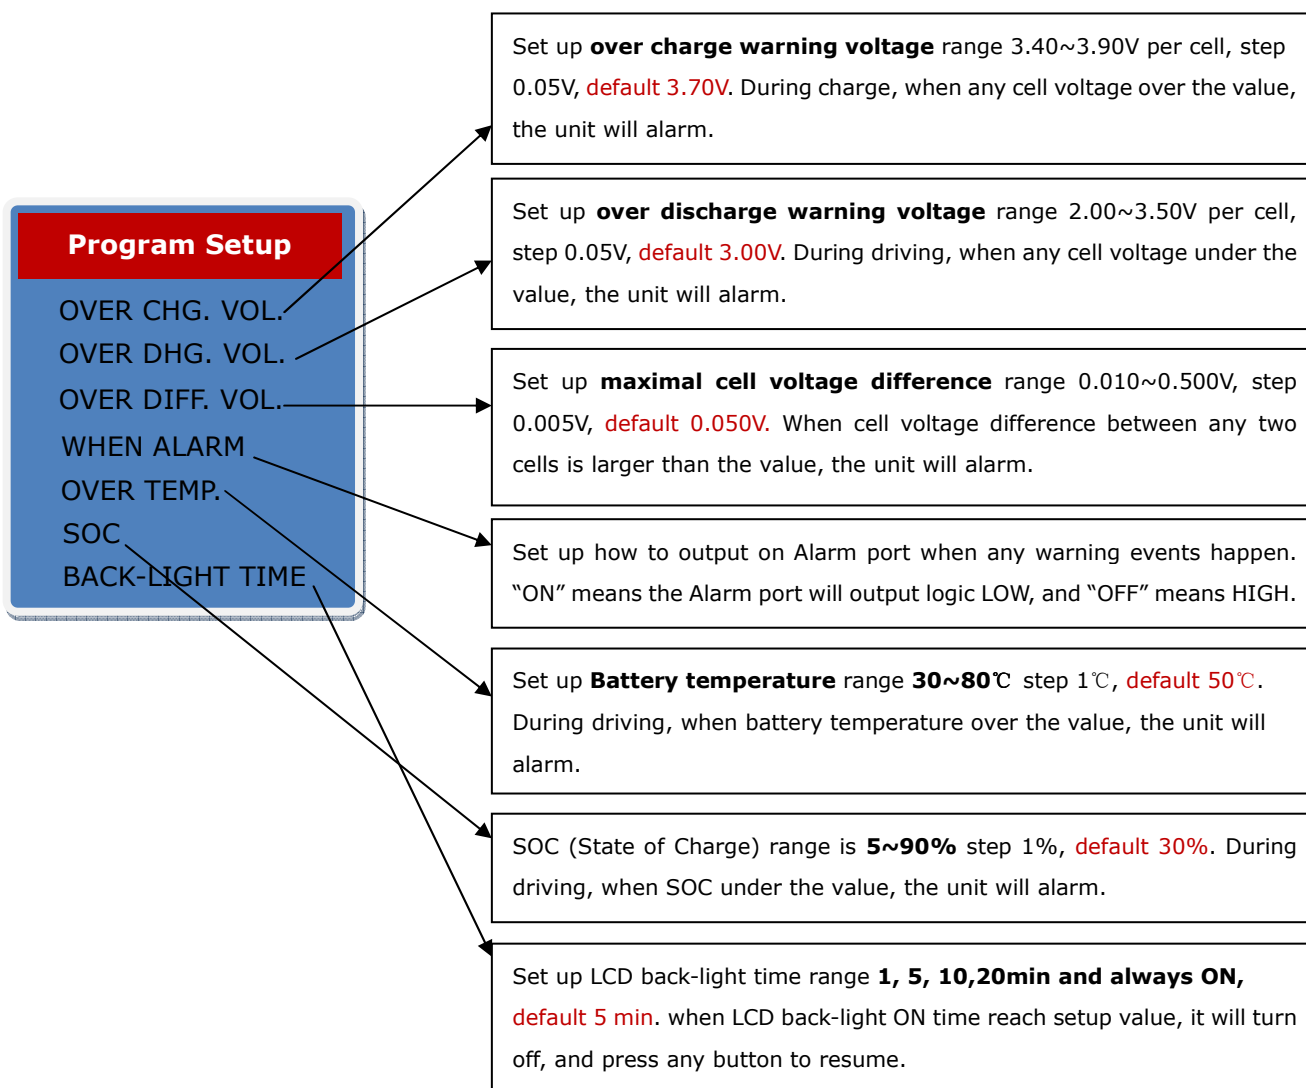 Set up over charge warning voltage range 3.40~3.90V per cell, step
0.05V, default 3.70V. During charge, when any cell voltage over the value,
the unit will alarm.
Set up over discharge warning voltage range 2.00~3.50V per cell,
step 0.05V, default 3.00V. During driving, when any cell voltage under the
value, the unit will alarm.
Program Setup
OVER CHG. VOL.
OVER DHG. VOL.
OVER DIFF. VOL.
WHEN ALARM
OVER TEMP.
SOC
BACK-LIGHT TIME
Set up maximal cell voltage difference range 0.010~0.500V, step
0.005V, default 0.050V. When cell voltage difference between any two
cells is larger than the value, the unit will alarm.
Set up how to output on Alarm port when any warning events happen.
“ON” means the Alarm port will output logic LOW, and “OFF” means HIGH.
Set up Battery temperature range 30~80℃ step 1℃, default 50℃.
During driving, when battery temperature over the value, the unit will
alarm.
SOC (State of Charge) range is 5~90% step 1%, default 30%. During
driving, when SOC under the value, the unit will alarm.
Set up LCD back-light time range 1, 5, 10,20min and always ON,
default 5 min. when LCD back-light ON time reach setup value, it will turn
off, and press any button to resume.